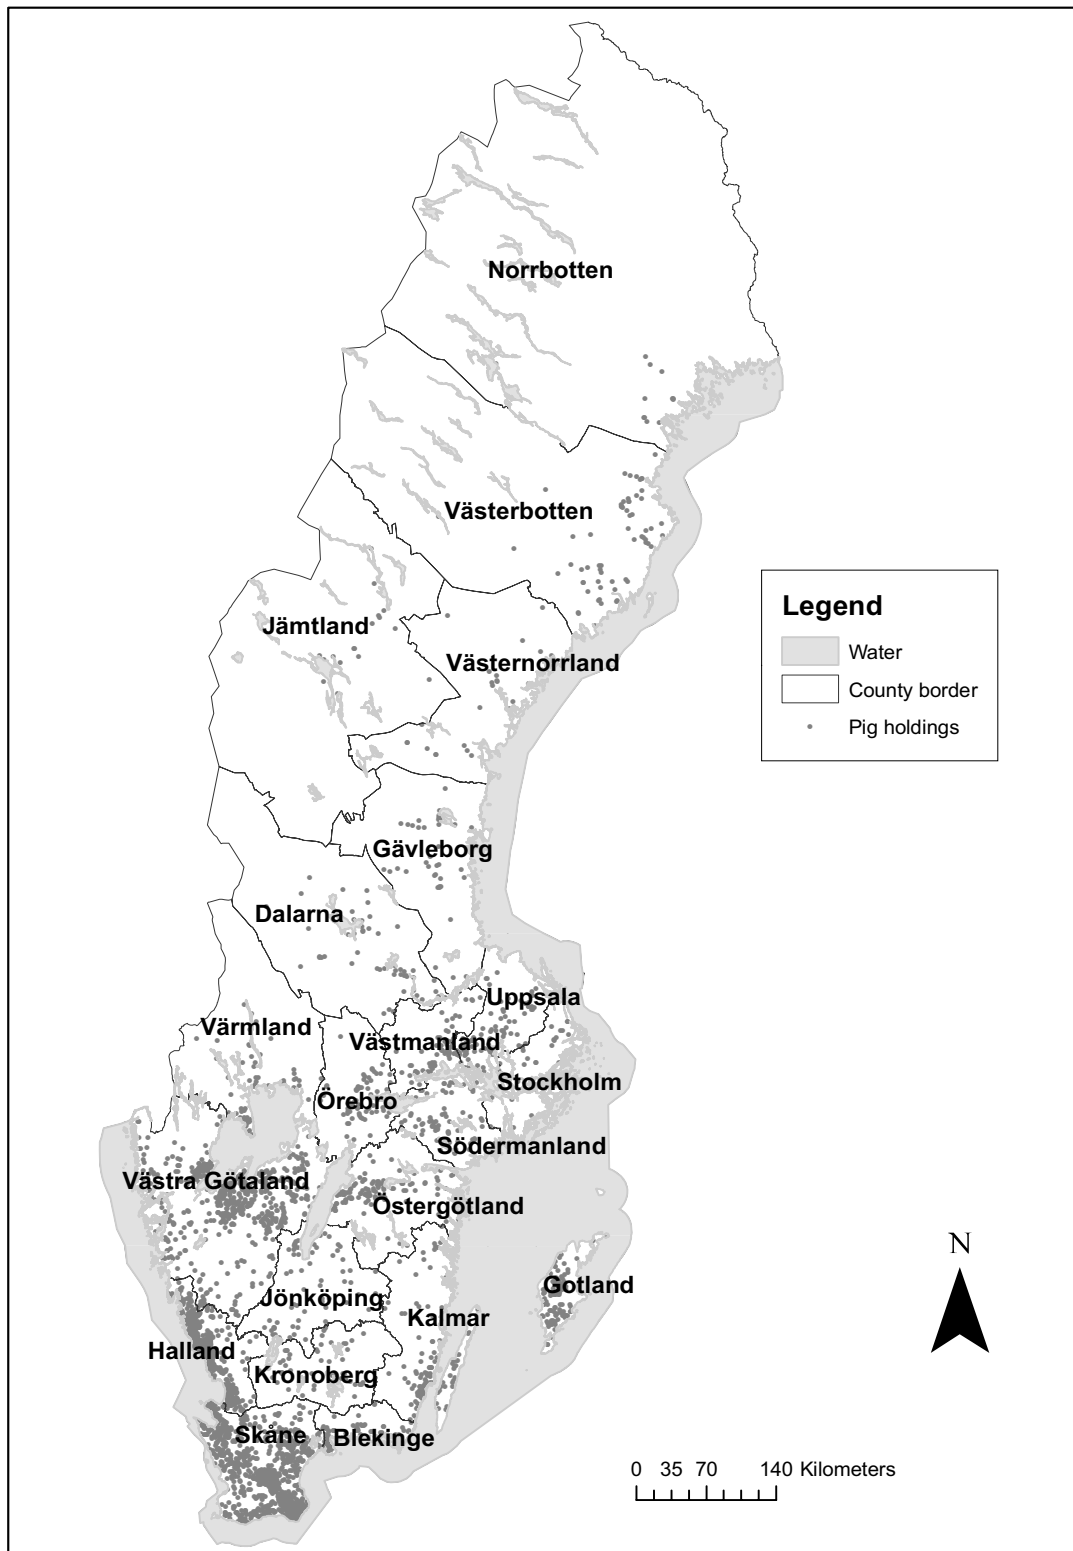 Norrbotten
Västerbotten
Jämtland
Västernorrland
Legend
Water
County border
Pig holdings
Gävleborg
Dalarna
Uppsala
Värmland
Västmanland
Stockholm
Örebro
Södermanland
Västra Götaland
Östergötland
N
Gotland
Jönköping
Kalmar
Halland
Kronoberg
Skåne
Blekinge
0 35 70 140 Kilometers